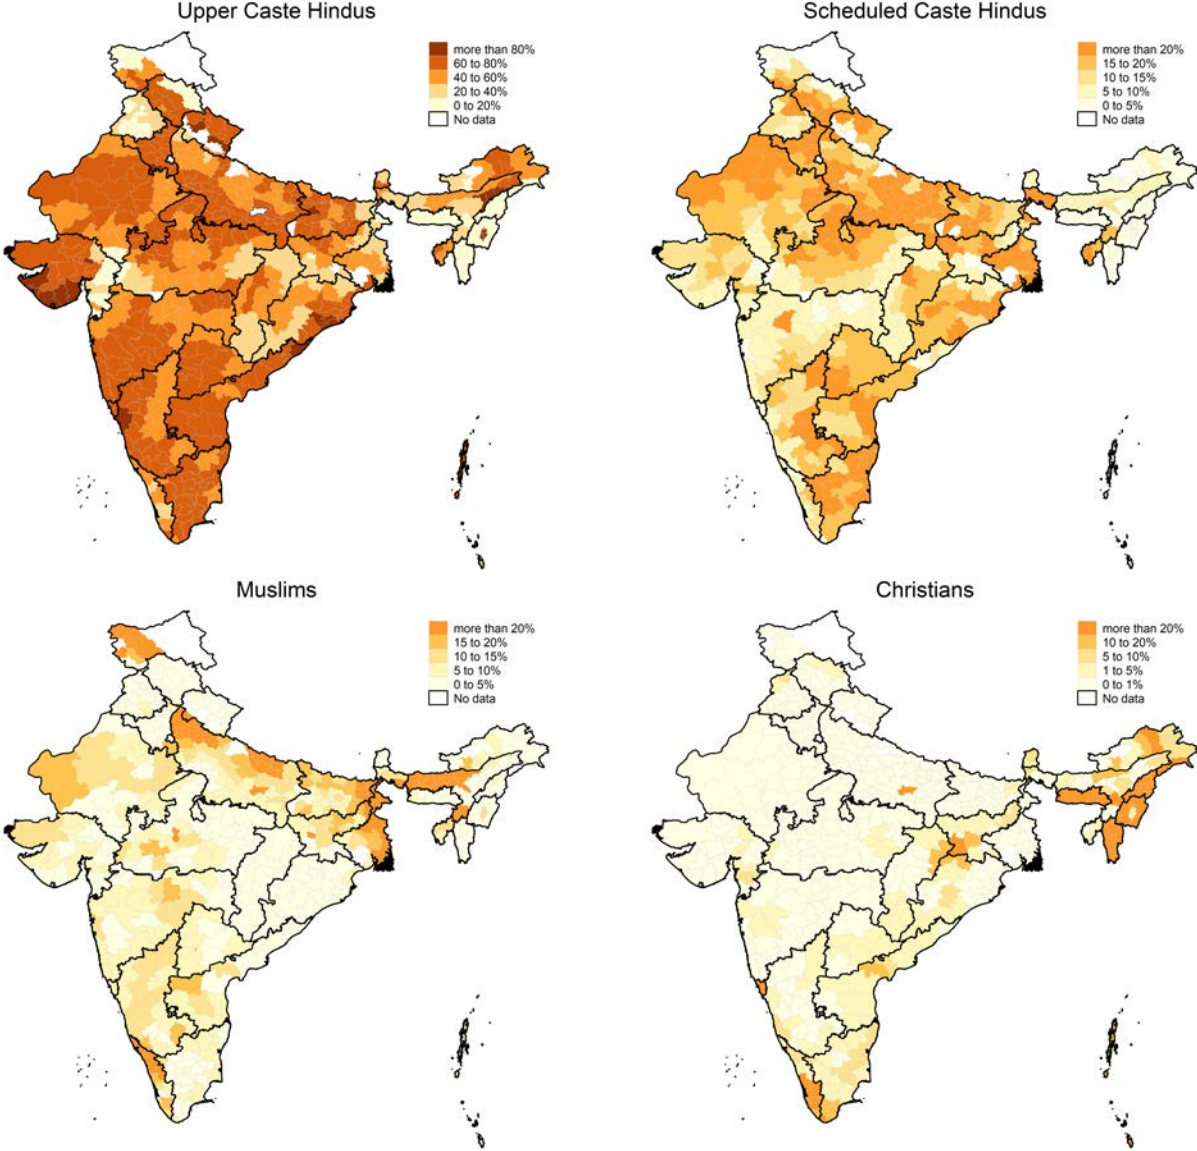 Upper Caste Hindus
more than 80%
60 to 80%
40 to 60%
20 to 40%
0 to 20%
No data
Scheduled Caste Hindus
more than 20%
15 to 20%
10 to 15%
5 to 10%
0 to 5%
No data
Muslims
more than 20%
15 to 20%
10 to 15%
5 to 10%
0 to 5%
No data
Christians
more than 20%
10 to 20%
5 to 10%
1 to 5%
0 to 1%
No data